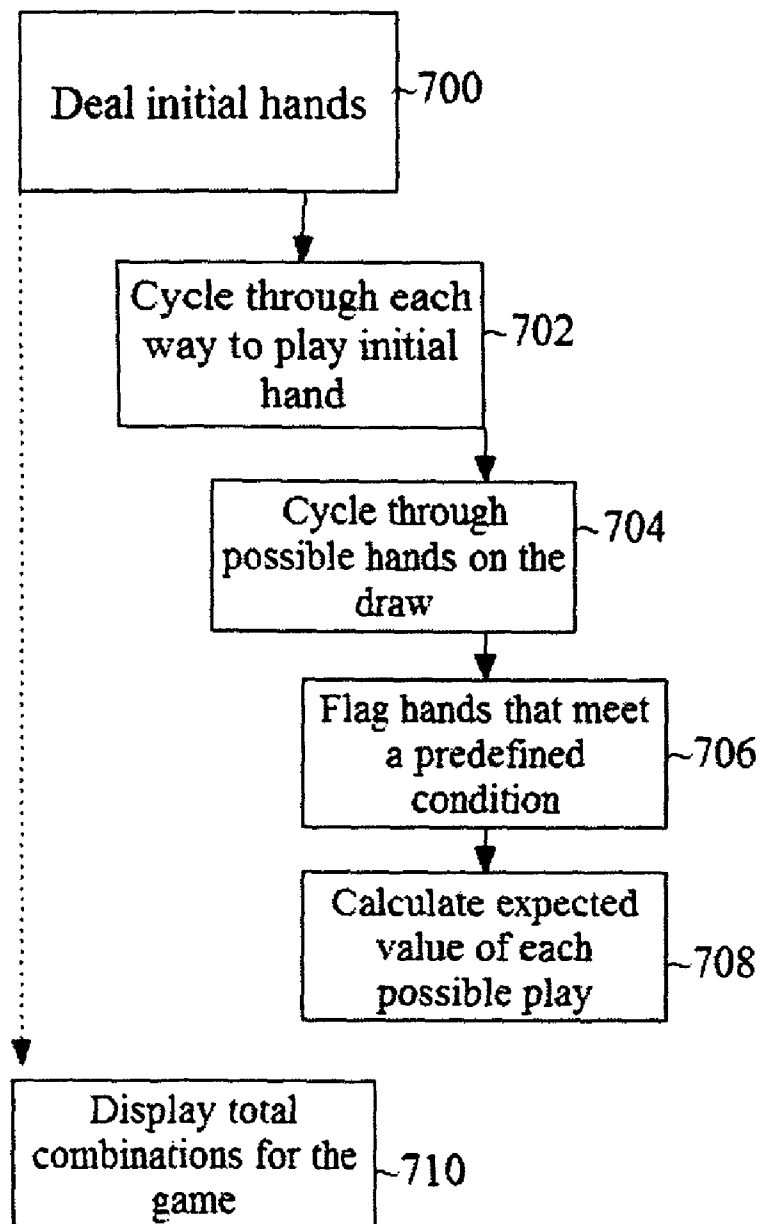 Deal initial hands
700
Cycle through each
way to play initial
hand
702
Cycle through
possible hands on the
draw
704
Flag hands that meet
a predefined
condition
706
Calculate expected
value of each
possible play
708
Display total
combinations for the
game
710